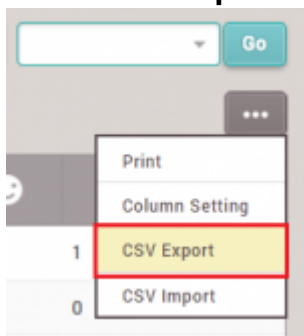 Go
...
Print
Column Setting
1
CSV Export
CSV Import
0